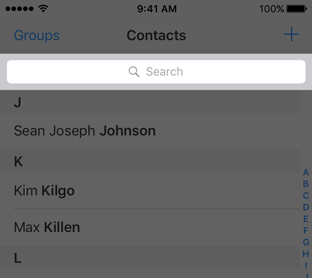 9:41 AM
100%
Groups
Contacts
Search
J
Sean Joseph Johnson
K
Kim Kilgo
Max Killen
L
A
B
C
D
E
F
G
H
I